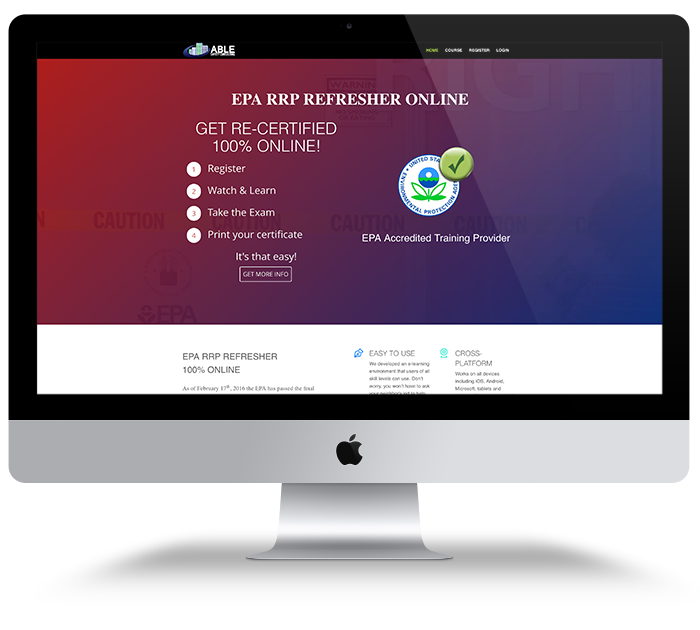 ABLE
HOME COURSE REGISTER LOGIN
WARNING
RIGHT
EPA RRP REFRESHER ONLINE
GET RE-CERTIFIED
100% ONLINE!
1 Register
2 Watch & Learn
3 Take the Exam
4 Print your certificate
It's that easy!
GET MORE INFO
UNITED STA
ENVIRONMENTAL PROTECTION AGE
EPA Accredited Training Provider
CAUTION CAUTION CAUTION
EPA
EPA RRP REFRESHER
100% ONLINE
As of February 17th, 2016 the EPA has passed the final
EASY TO USE
We developed an e-learning
environment that users of all
skill levels can use. Don't
worry, you won't have to ask
CROSS-
PLATFORM
Works on all devices
including iOS, Android,
Microsoft, tablets and